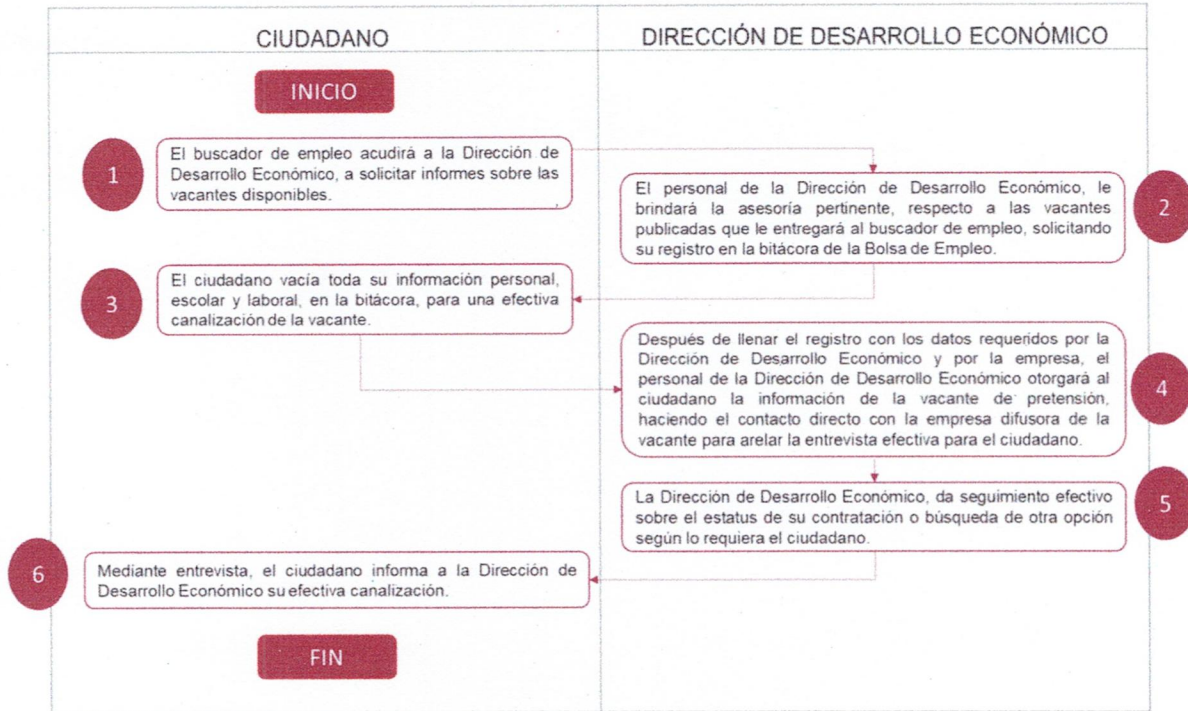 CIUDADANO
DIRECCIÓN DE DESARROLLO ECONÓMICO
INICIO
1
El buscador de empleo acudirá a la Dirección de
Desarrollo Económico, a solicitar informes sobre las
vacantes disponibles.
El personal de la Dirección de Desarrollo Económico, le
brindará la asesoría pertinente, respecto a las vacantes
publicadas que le entregará al buscador de empleo, solicitando
su registro en la bitácora de la Bolsa de Empleo.
2
3
El ciudadano vacía toda su información personal,
escolar y laboral, en la bitácora, para una efectiva
canalización de la vacante.
Después de llenar el registro con los datos requeridos por la
Dirección de Desarrollo Económico y por la empresa, el
personal de la Dirección de Desarrollo Económico otorgará al
ciudadano la información de la vacante de pretensión,
haciendo el contacto directo con la empresa difusora de la
vacante para arelar la entrevista efectiva para el ciudadano.
4
La Dirección de Desarrollo Económico, da seguimiento efectivo
sobre el estatus de su contratación o búsqueda de otra opción
según lo requiera el ciudadano.
5
6
Mediante entrevista, el ciudadano informa a la Dirección de
Desarrollo Económico su efectiva canalización.
FIN